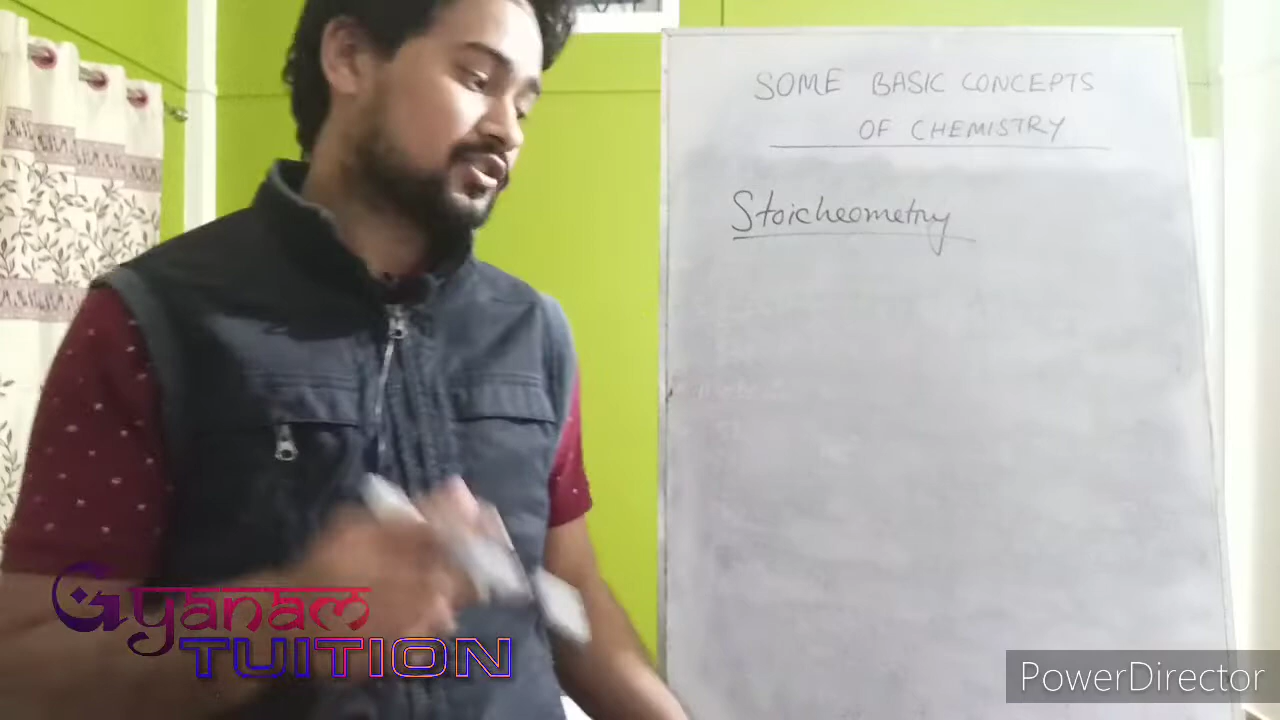 SOME BASIC CONCEPTS
OF CHEMISTRY
Stoicheometry
Gyanam
TUITION
PowerDirector